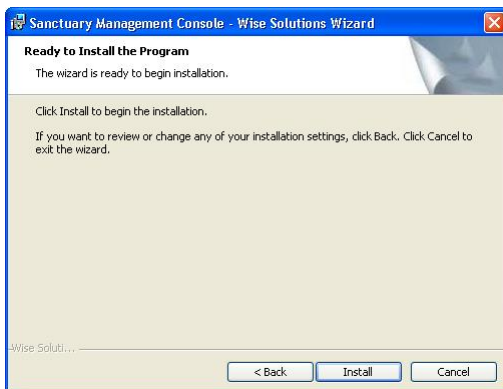 Sanctuary Management Console - Wise Solutions Wizard
Ready to Install the Program
The wizard is ready to begin installation.
Click Install to begin the installation.
If you want to review or change any of your installation settings, click Back. Click Cancel to
exit the wizard.
Wise Soluti...
< Back Install Cancel